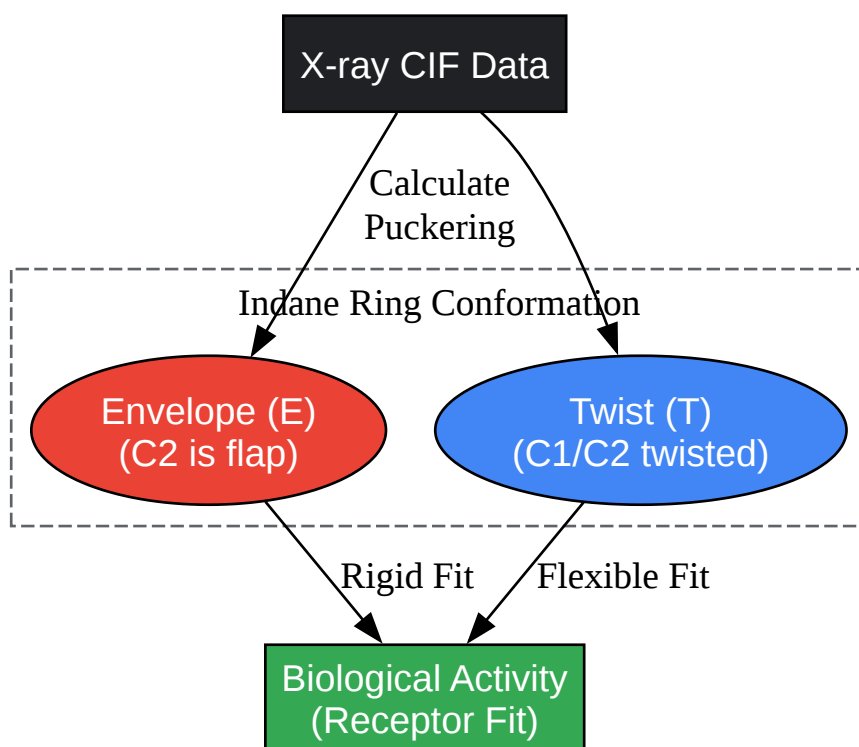 X-ray CIF Data
Calculate
Puckering
Indane Ring Conformation
Envelope (E)
(C2 is flap)
Twist (T)
(C1/C2 twisted)
Rigid Fit
Flexible Fit
Biological Activity
(Receptor Fit)